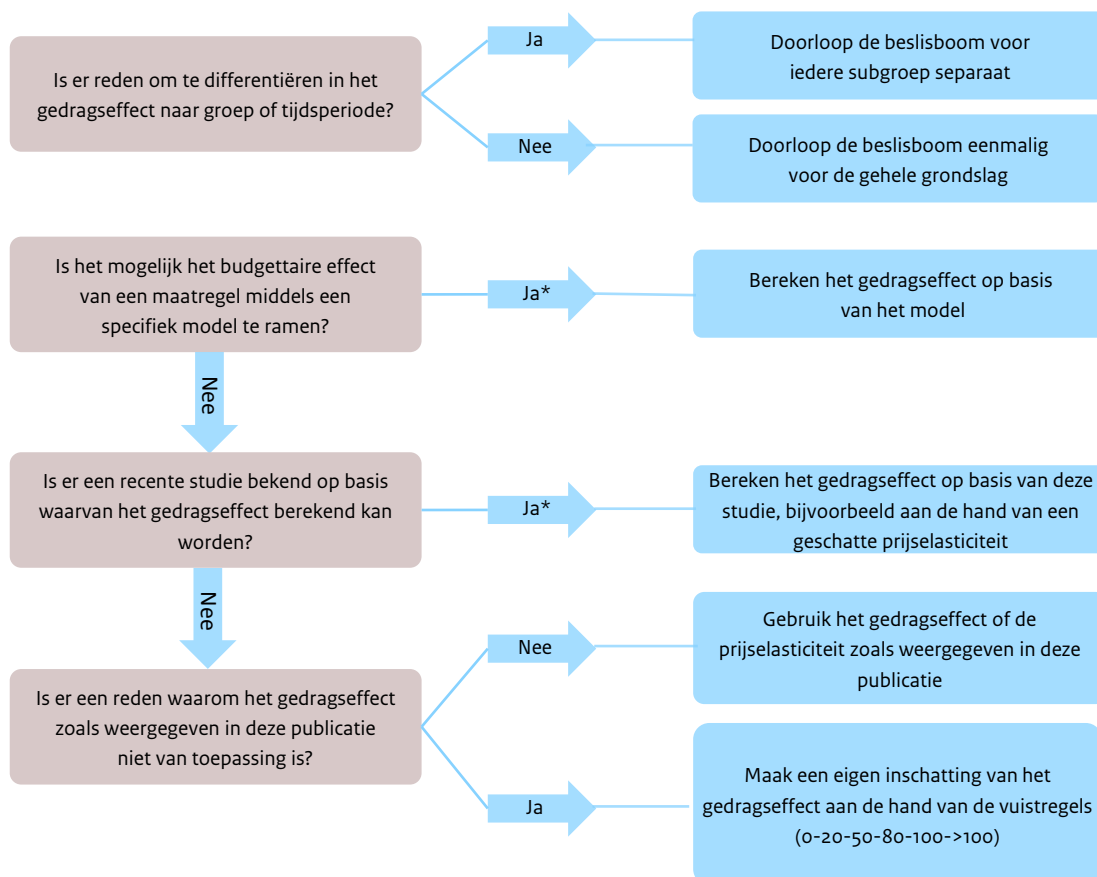 Is er reden om te differentiëren in het
gedragseffect naar groep of tijdsperiode?
Ja
Doorloop de beslisboom voor
iedere subgroep separaat
Nee
Doorloop de beslisboom eenmalig
voor de gehele grondslag
Is het mogelijk het budgettaire effect
van een maatregel middels een
specifiek model te ramen?
Ja*
Bereken het gedragseffect op basis
van het model
Nee
Is er een recente studie bekend op basis
waarvan het gedragseffect berekend kan
worden?
Ja*
Bereken het gedragseffect op basis van deze
studie, bijvoorbeeld aan de hand van een
geschatte prijselasticiteit
Nee
Is er een reden waarom het gedragseffect
zoals weergegeven in deze publicatie
niet van toepassing is?
Nee
Gebruik het gedragseffect of de
prijselasticiteit zoals weergegeven in deze
publicatie
Ja
Maak een eigen inschatting van het
gedragseffect aan de hand van de vuistregels
(0-20-50-80-100->100)